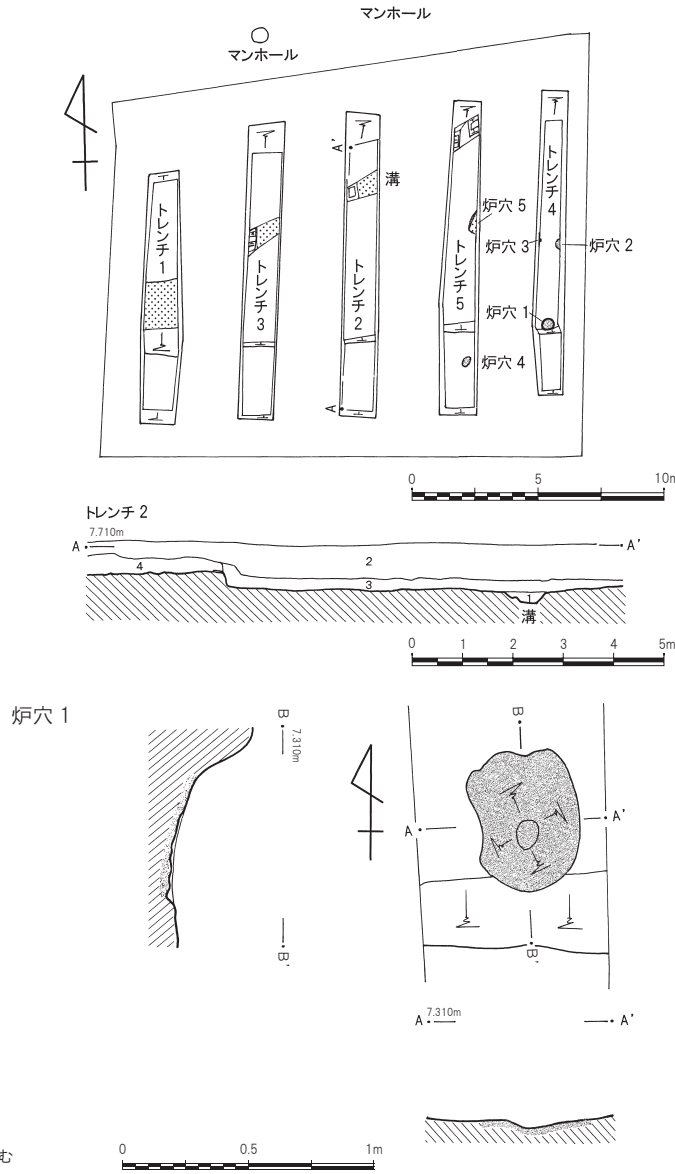 マンホール
マンホール
トレンチ1
トレンチ3
トレンチ2
トレンチ5
トレンチ4
A'
A
溝
炉穴 5
炉穴 3
炉穴 2
炉穴 1
炉穴 4
0 5 10m
トレンチ 2
7.710m
A
A'
4
2
3
1
溝
0 1 2 3 4 5m
炉穴 1
B
7.310m
B'
B
A
A'
B'
7.310m
A
A'
む
0 0.5 1m